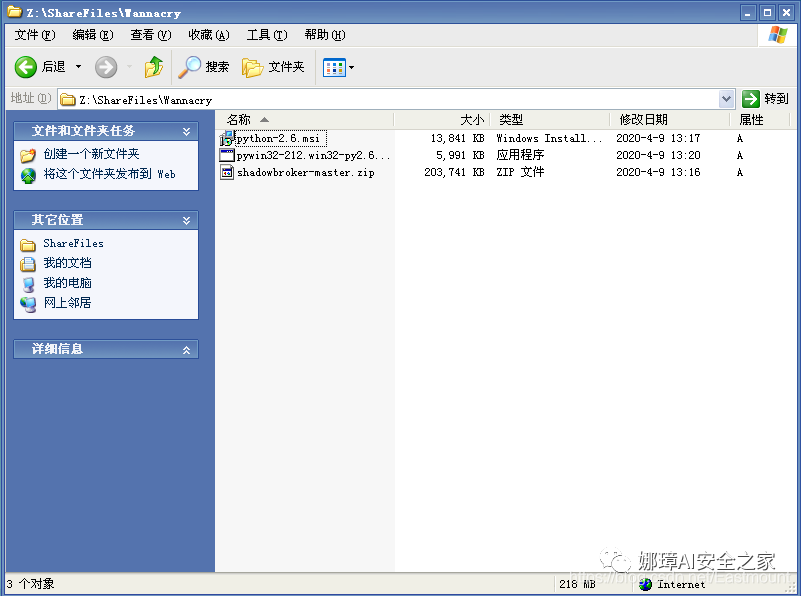 Z:\ShareFiles\Wannacry
文件(F) 编辑(E) 查看(V) 收藏(A) 工具(T) 帮助(H)
后退 搜索 文件夹
地址(D) Z:\ShareFiles\Wannacry 转到
文件和文件夹任务
创建一个新文件夹
将这个文件夹发布到 Web
其它位置
ShareFiles
我的文档
我的电脑
网上邻居
详细信息
名称 大小 类型 修改日期 属性
python-2.6.msi 13,841 KB Windows Install... 2020-4-9 13:17 A
pywin32-212.win32-py2.6... 5,991 KB 应用程序 2020-4-9 13:20 A
shadowbroker-master.zip 203,741 KB ZIP 文件 2020-4-9 13:16 A
娜璋AI安全之家
3 个对象 218 MB Internet